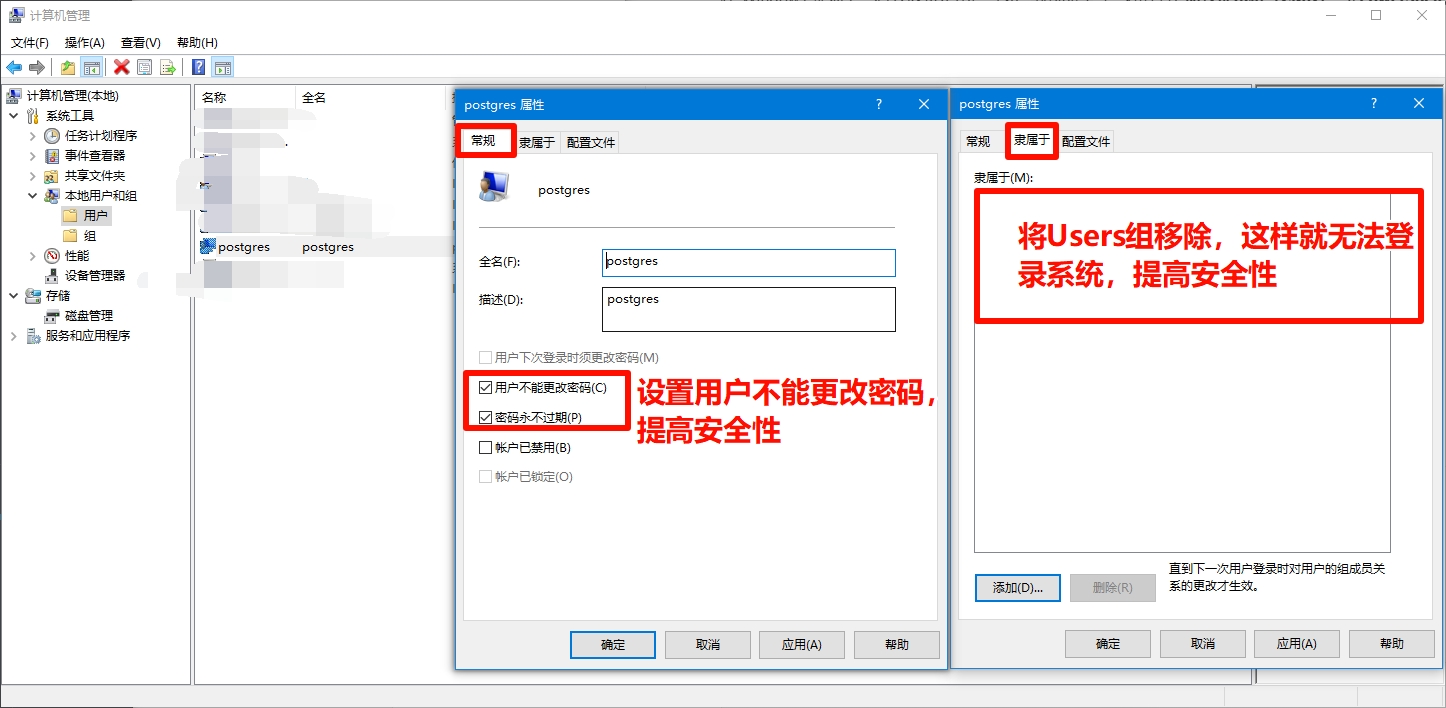 计算机管理
文件(F) 操作(A) 查看(V) 帮助(H)
计算机管理(本地)
系统工具
任务计划程序
事件查看器
共享文件夹
本地用户和组
用户
组
性能
设备管理器
存储
磁盘管理
服务和应用程序
名称 全名
postgres postgres
postgres 属性
常规 隶属于 配置文件
postgres
全名(F): postgres
描述(D): postgres
用户下次登录时须更改密码(M)
用户不能更改密码(C)
密码永不过期(P)
帐户已禁用(B)
帐户已锁定(O)
设置用户不能更改密码，
提高安全性
确定 取消 应用(A) 帮助
postgres 属性
常规 隶属于 配置文件
隶属于(M):
将Users组移除，这样就无法登
录系统，提高安全性
添加(D)... 删除(R)
直到下一次用户登录时对用户的组成员关
系的更改才生效。
确定 取消 应用(A) 帮助